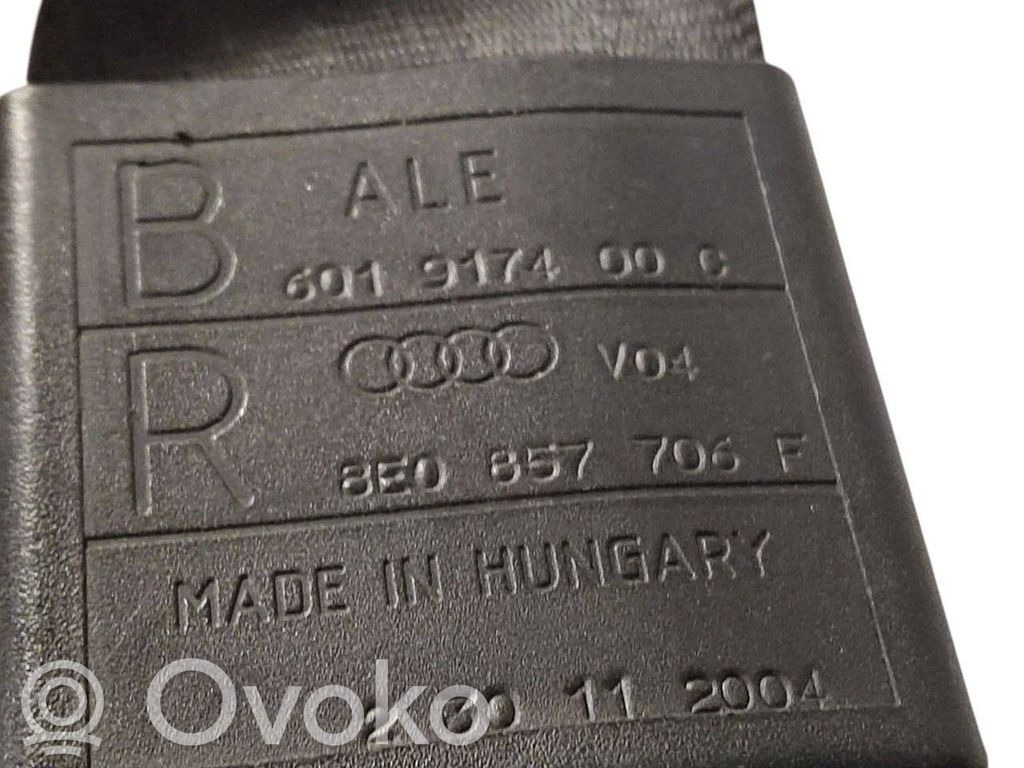 B ALE
601 9174 00 C
R V04
8E0 857 706 F
MADE IN HUNGARY
11 2004
Ovoko